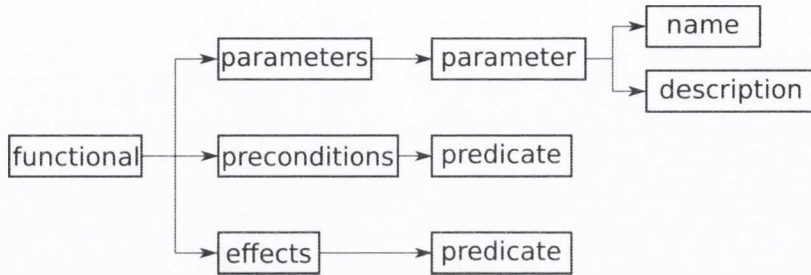 name
parameters
parameter
description
functional
preconditions
predicate
effects
predicate